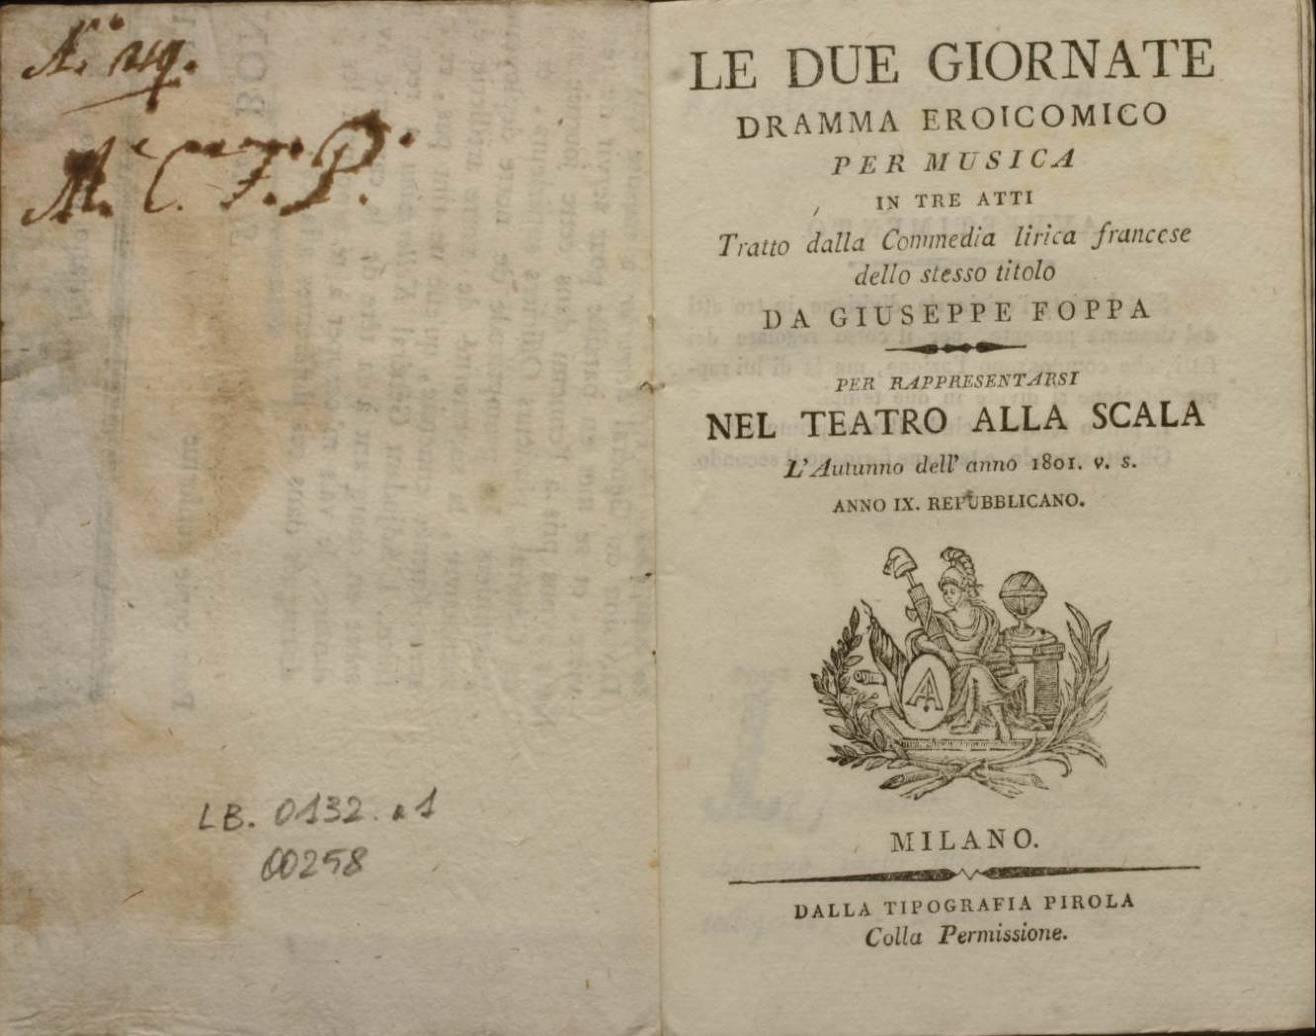 LB. 0132. a1
00258
LE DUE GIORNATE
DRAMMA EROICOMICO
PER MUSICA
IN TRE ATTI
Tratto dalla Commedia lirica francese
dello stesso titolo
DA GIUSEPPE FOPPA
PER RAPPRESENTARSI
NEL TEATRO ALLA SCALA
L'Autunno dell' anno 1801. v. s.
ANNO IX. REPUBBLICANO.
MILANO.
DALLA TIPOGRAFIA PIROLA
Colla Permissione.